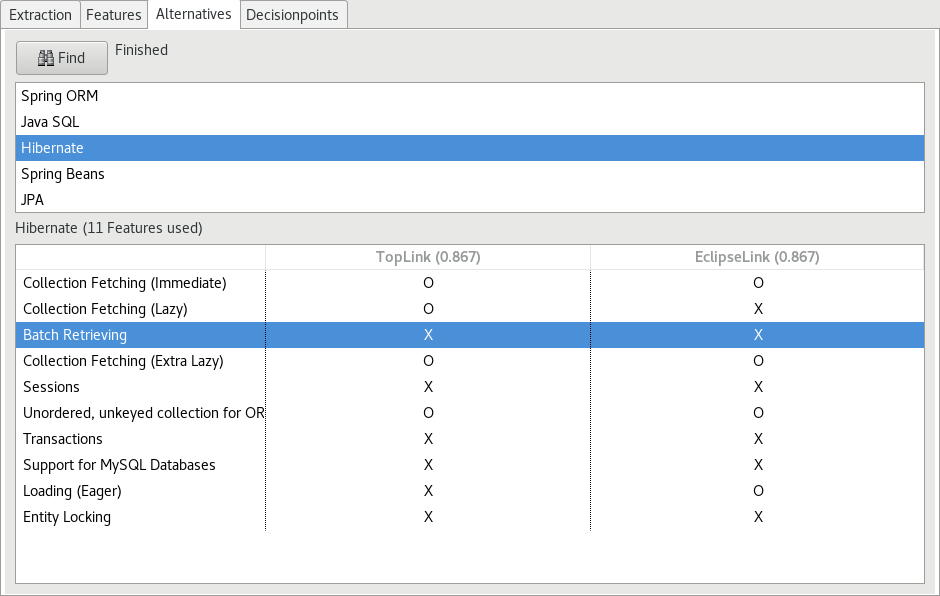 Extraction Features Alternatives Decisionpoints
Find Finished
Spring ORM
Java SQL
Hibernate
Spring Beans
JPA
Hibernate (11 Features used)
TopLink (0.867) EclipseLink (0.867)
Collection Fetching (Immediate) O O
Collection Fetching (Lazy) O X
Batch Retrieving X X
Collection Fetching (Extra Lazy) O O
Sessions X X
Unordered, unkeyed collection for OR O O
Transactions X X
Support for MySQL Databases X X
Loading (Eager) X O
Entity Locking X X